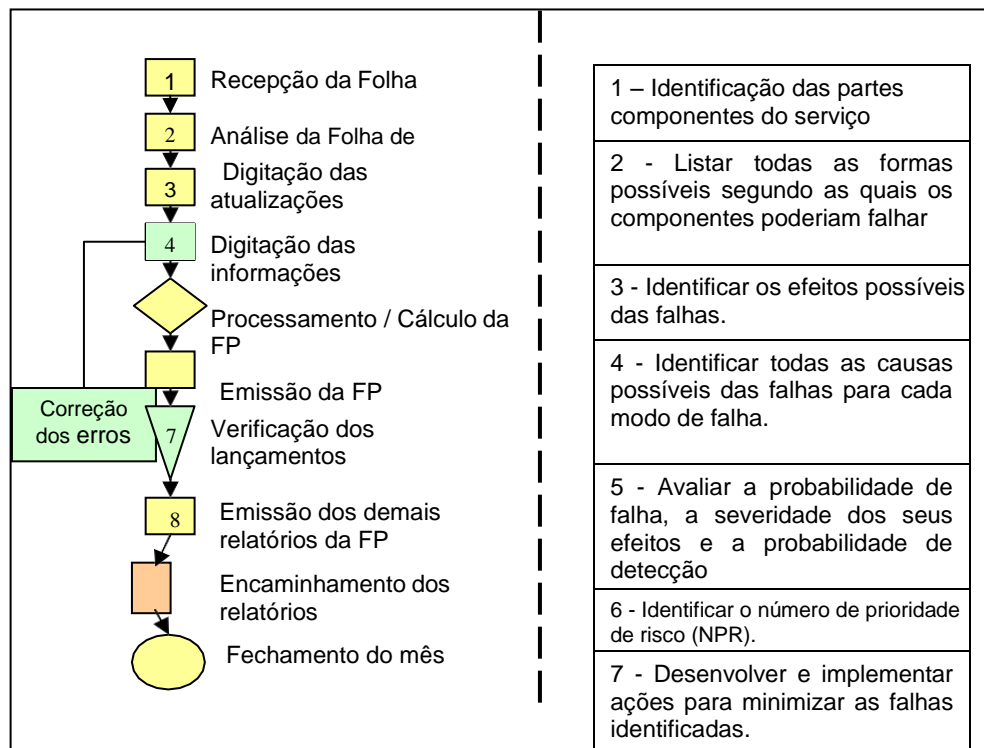 1 Recepção da Folha
2 Análise da Folha de
3 Digitação das
atualizações
4 Digitação das
informações
Processamento / Cálculo da
FP
Emissão da FP
Correção
dos erros
7 Verificação dos
lançamentos
8 Emissão dos demais
relatórios da FP
Encaminhamento dos
relatórios
Fechamento do mês
1 – Identificação das partes
componentes do serviço
2 - Listar todas as formas
possíveis segundo as quais os
componentes poderiam falhar
3 - Identificar os efeitos possíveis
das falhas.
4 - Identificar todas as causas
possíveis das falhas para cada
modo de falha.
5 - Avaliar a probabilidade de
falha, a severidade dos seus
efeitos e a probabilidade de
detecção
6 - Identificar o número de prioridade
de risco (NPR).
7 - Desenvolver e implementar
ações para minimizar as falhas
identificadas.